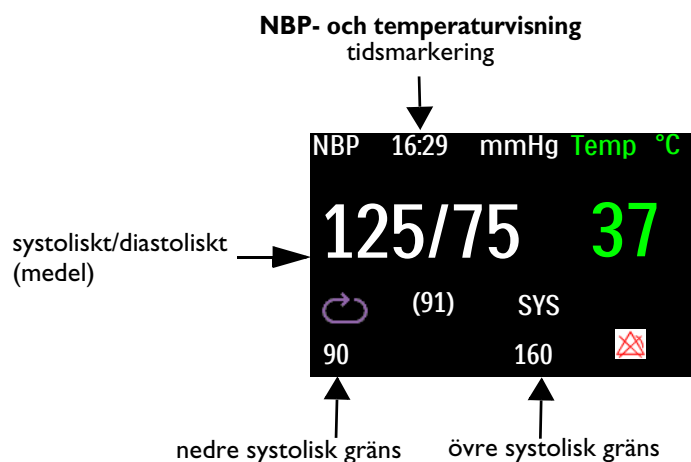 NBP- och temperaturvisning
tidsmarkering
NBP 16:29 mmHg Temp °C
systoliskt/diastoliskt
(medel)
125/75 37
(91) SYS
90 160
nedre systolisk gräns övre systolisk gräns